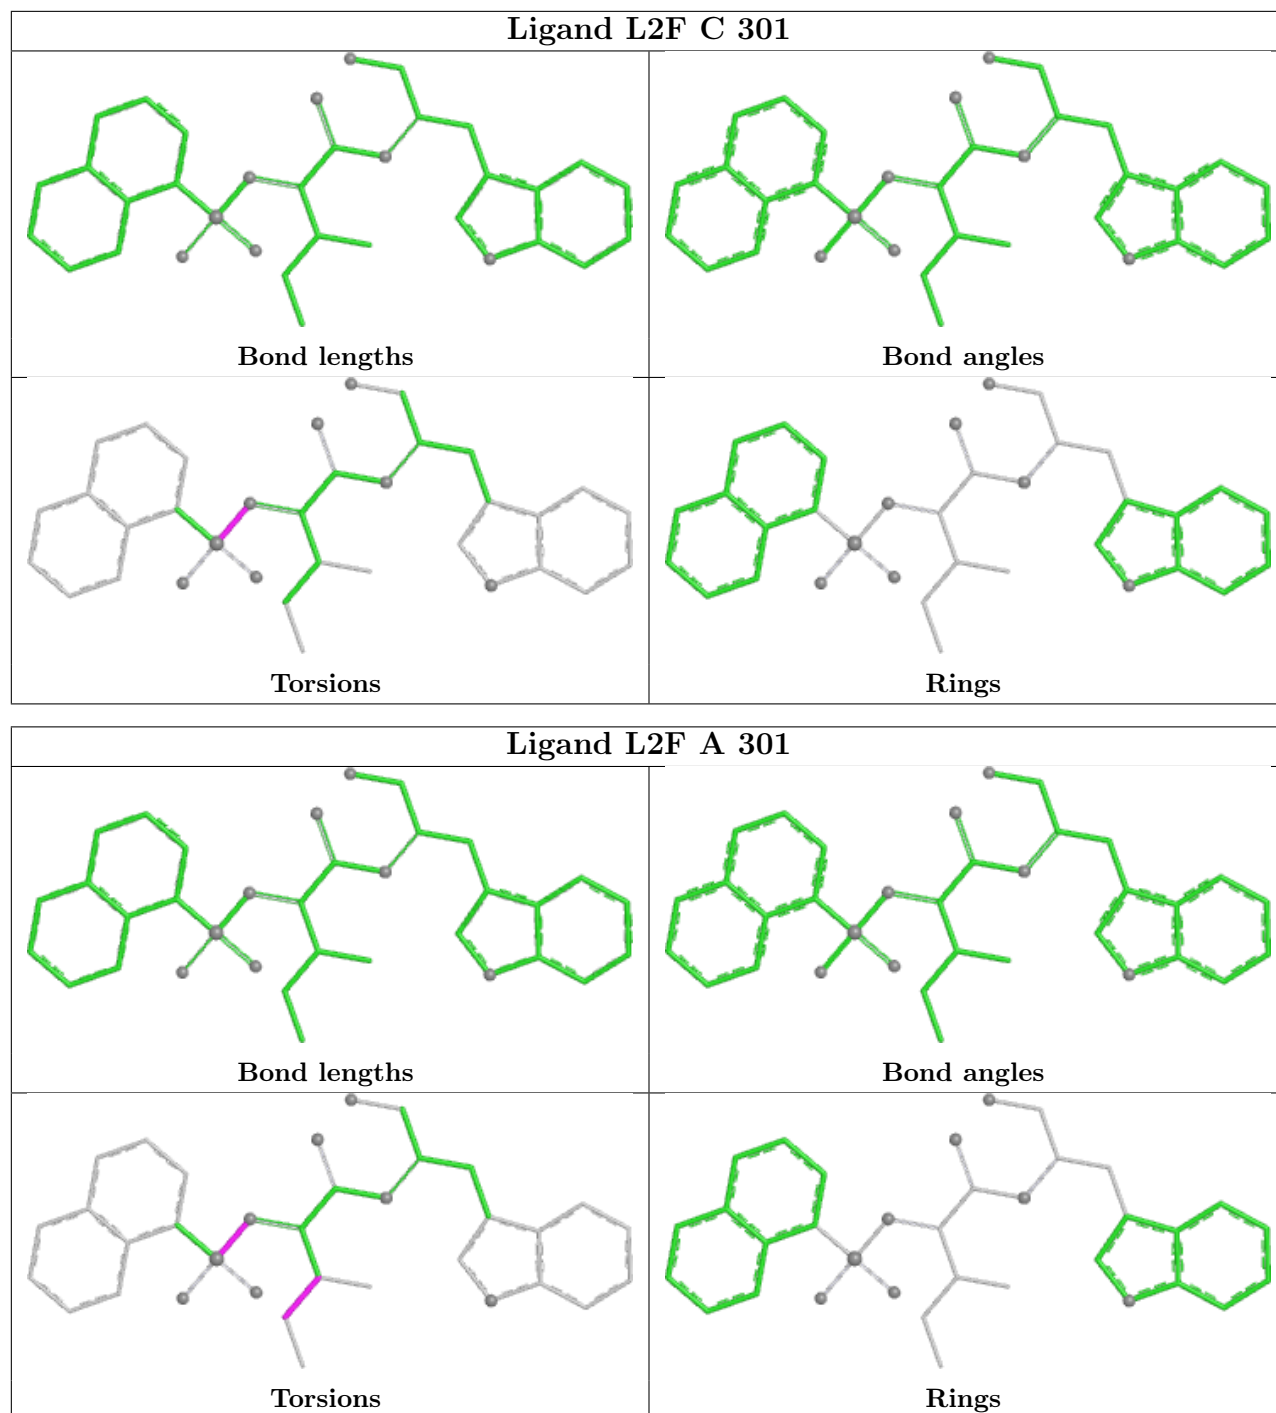 Ligand L2F C 301
Bond lengths
Bond angles
Torsions
Rings
Ligand L2F A 301
Bond lengths
Bond angles
Torsions
Rings